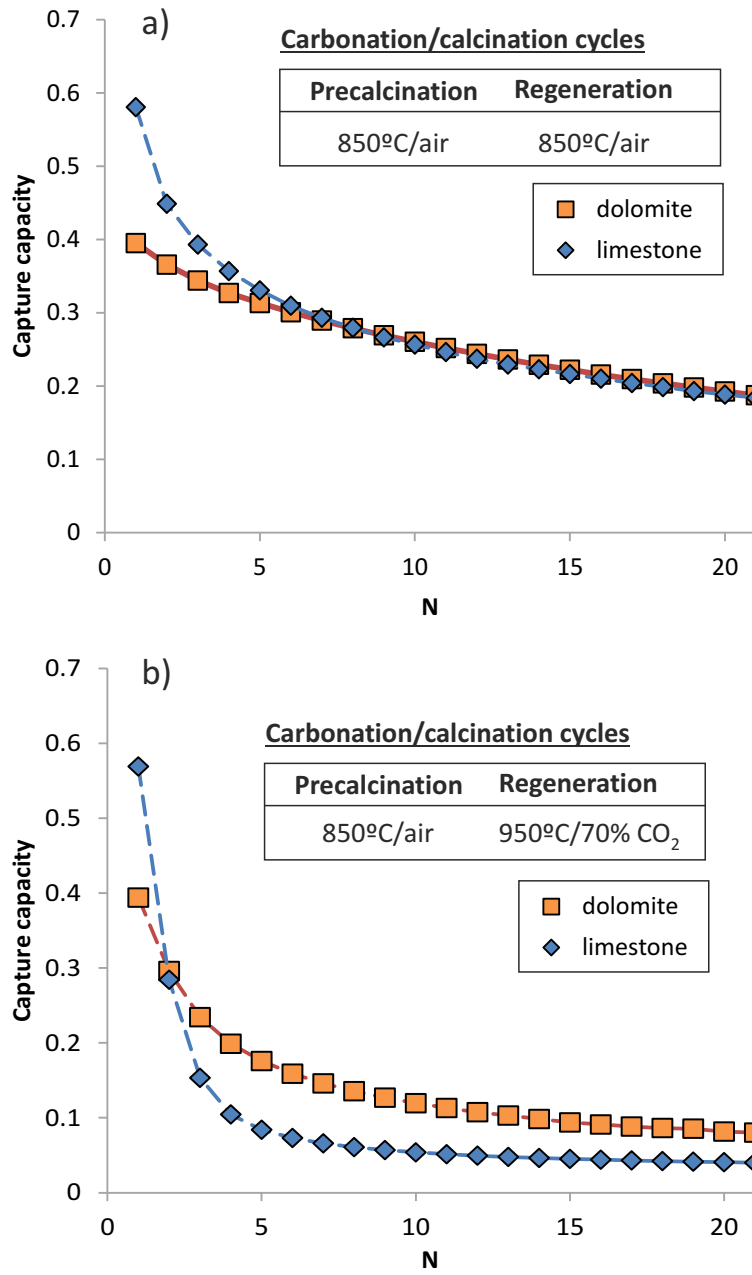 a)
Carbonation/calcination cycles
Precalcination Regeneration
850ºC/air 850ºC/air
dolomite
limestone
Capture capacity
0.7
0.6
0.5
0.4
0.3
0.2
0.1
0
0 5 10 15 20
N
b)
Carbonation/calcination cycles
Precalcination Regeneration
850ºC/air 950ºC/70% CO₂
dolomite
limestone
Capture capacity
0.7
0.6
0.5
0.4
0.3
0.2
0.1
0
0 5 10 15 20
N